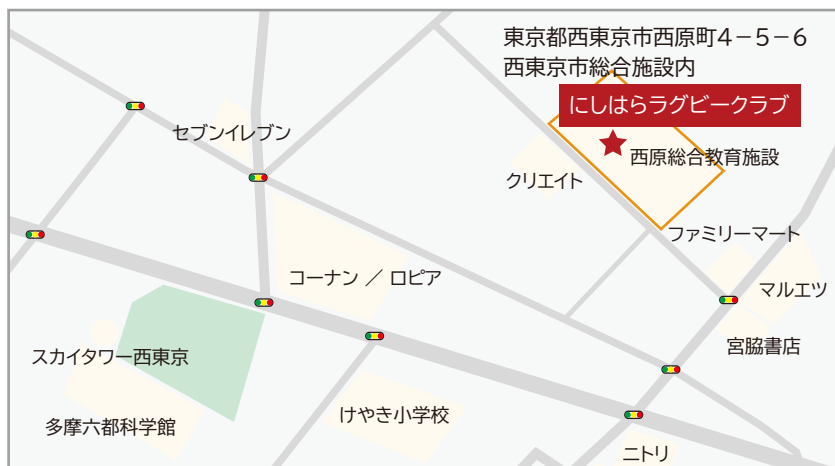 東京都西東京市西原町4-5-6
西東京市総合施設内
にしはらラグビークラブ
セブンイレブン
西原総合教育施設
クリエイト
ファミリーマート
コーナン / ロピア
マルエツ
宮脇書店
スカイタワー西東京
けやき小学校
多摩六都科学館
ニトリ